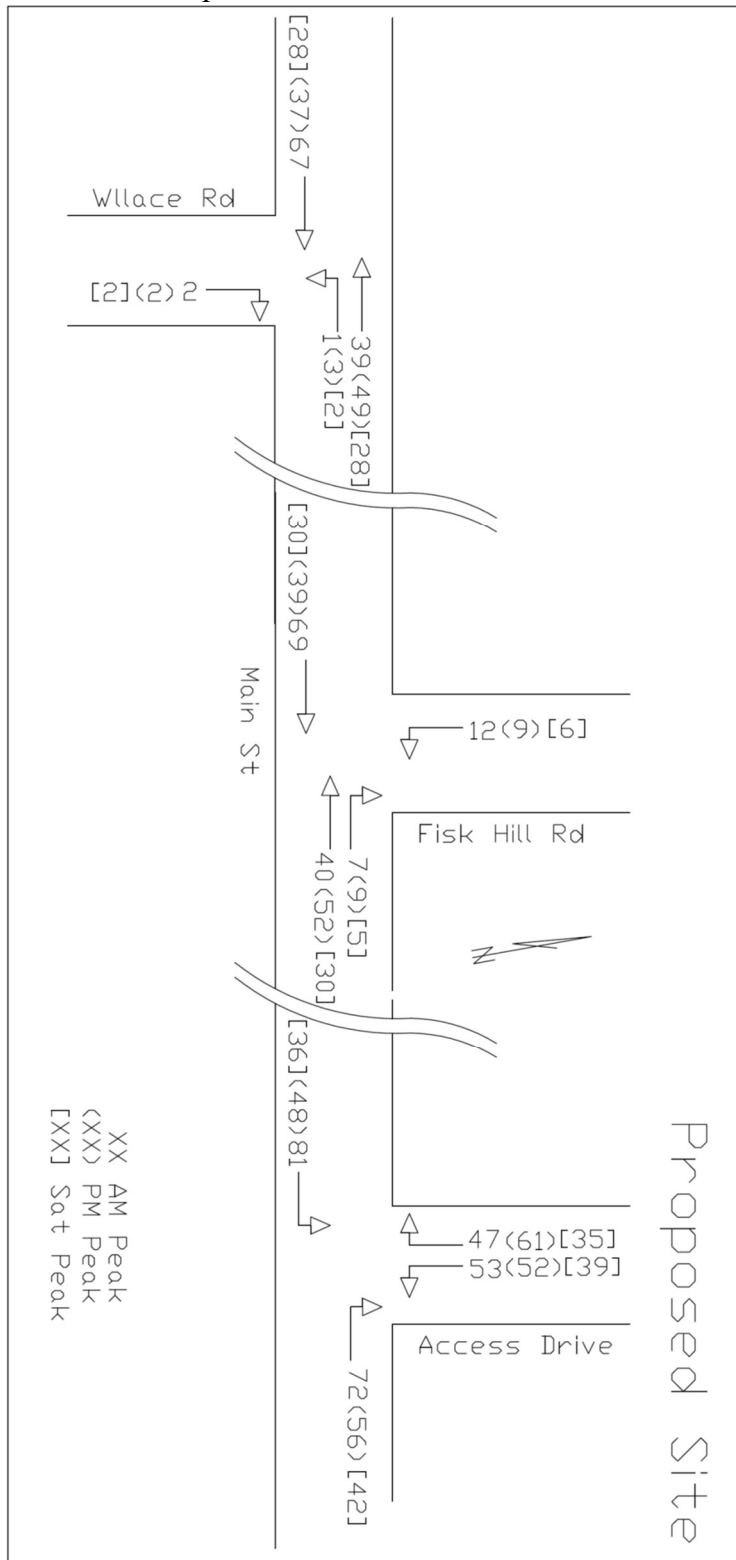 [28](37)67
Wllace Rd
[2](2)2
39(49)[28]
1(3)[2]
[30](39)69
Main St
12(9)[6]
Fisk Hill Rd
7(9)[5]
40(52)[30]
[36](48)81
Proposed Site
47(61)[35]
53(52)[39]
Access Drive
72(56)[42]
XX AM Peak
(XX) PM Peak
[XX] Sat Peak
N